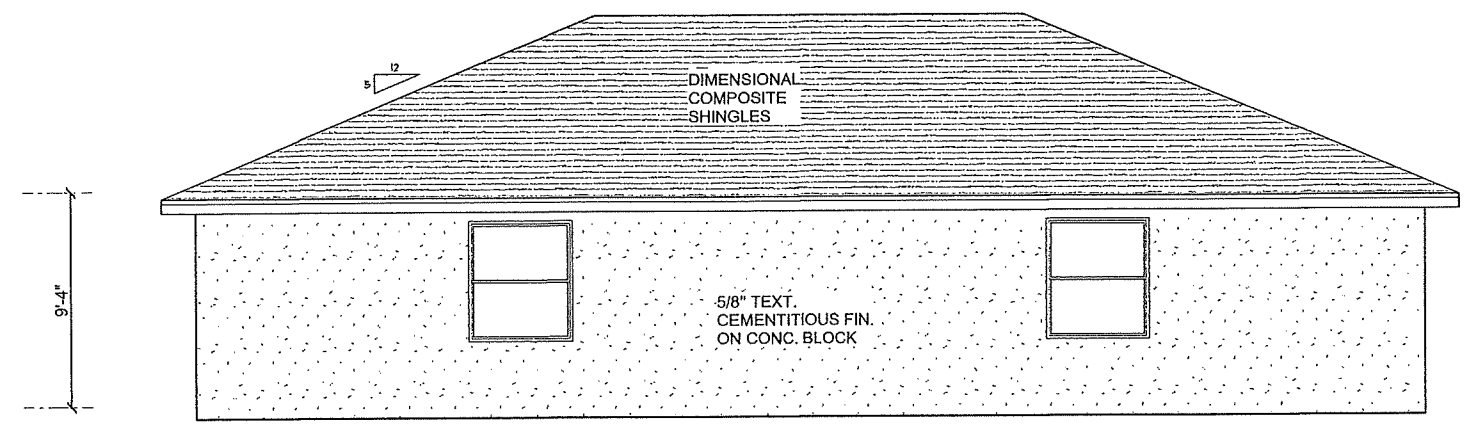 12
5
DIMENSIONAL
COMPOSITE
SHINGLES
9'-4"
5/8" TEXT.
CEMENTITIOUS FIN.
ON CONC. BLOCK